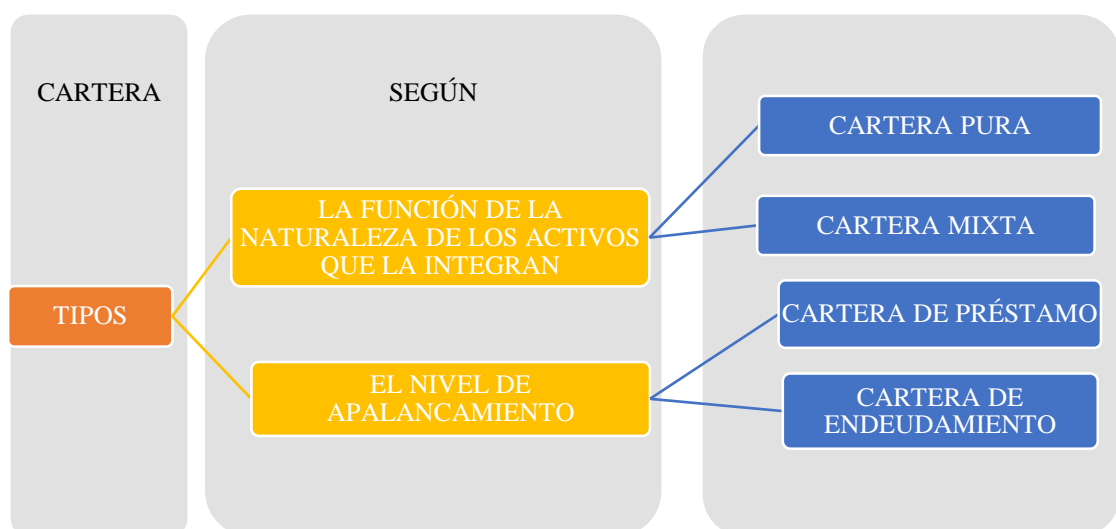 CARTERA
SEGÚN
TIPOS
LA FUNCIÓN DE LA
NATURALEZA DE LOS ACTIVOS
QUE LA INTEGRAN
EL NIVEL DE
APALANCAMIENTO
CARTERA PURA
CARTERA MIXTA
CARTERA DE PRÉSTAMO
CARTERA DE
ENDEUDAMIENTO